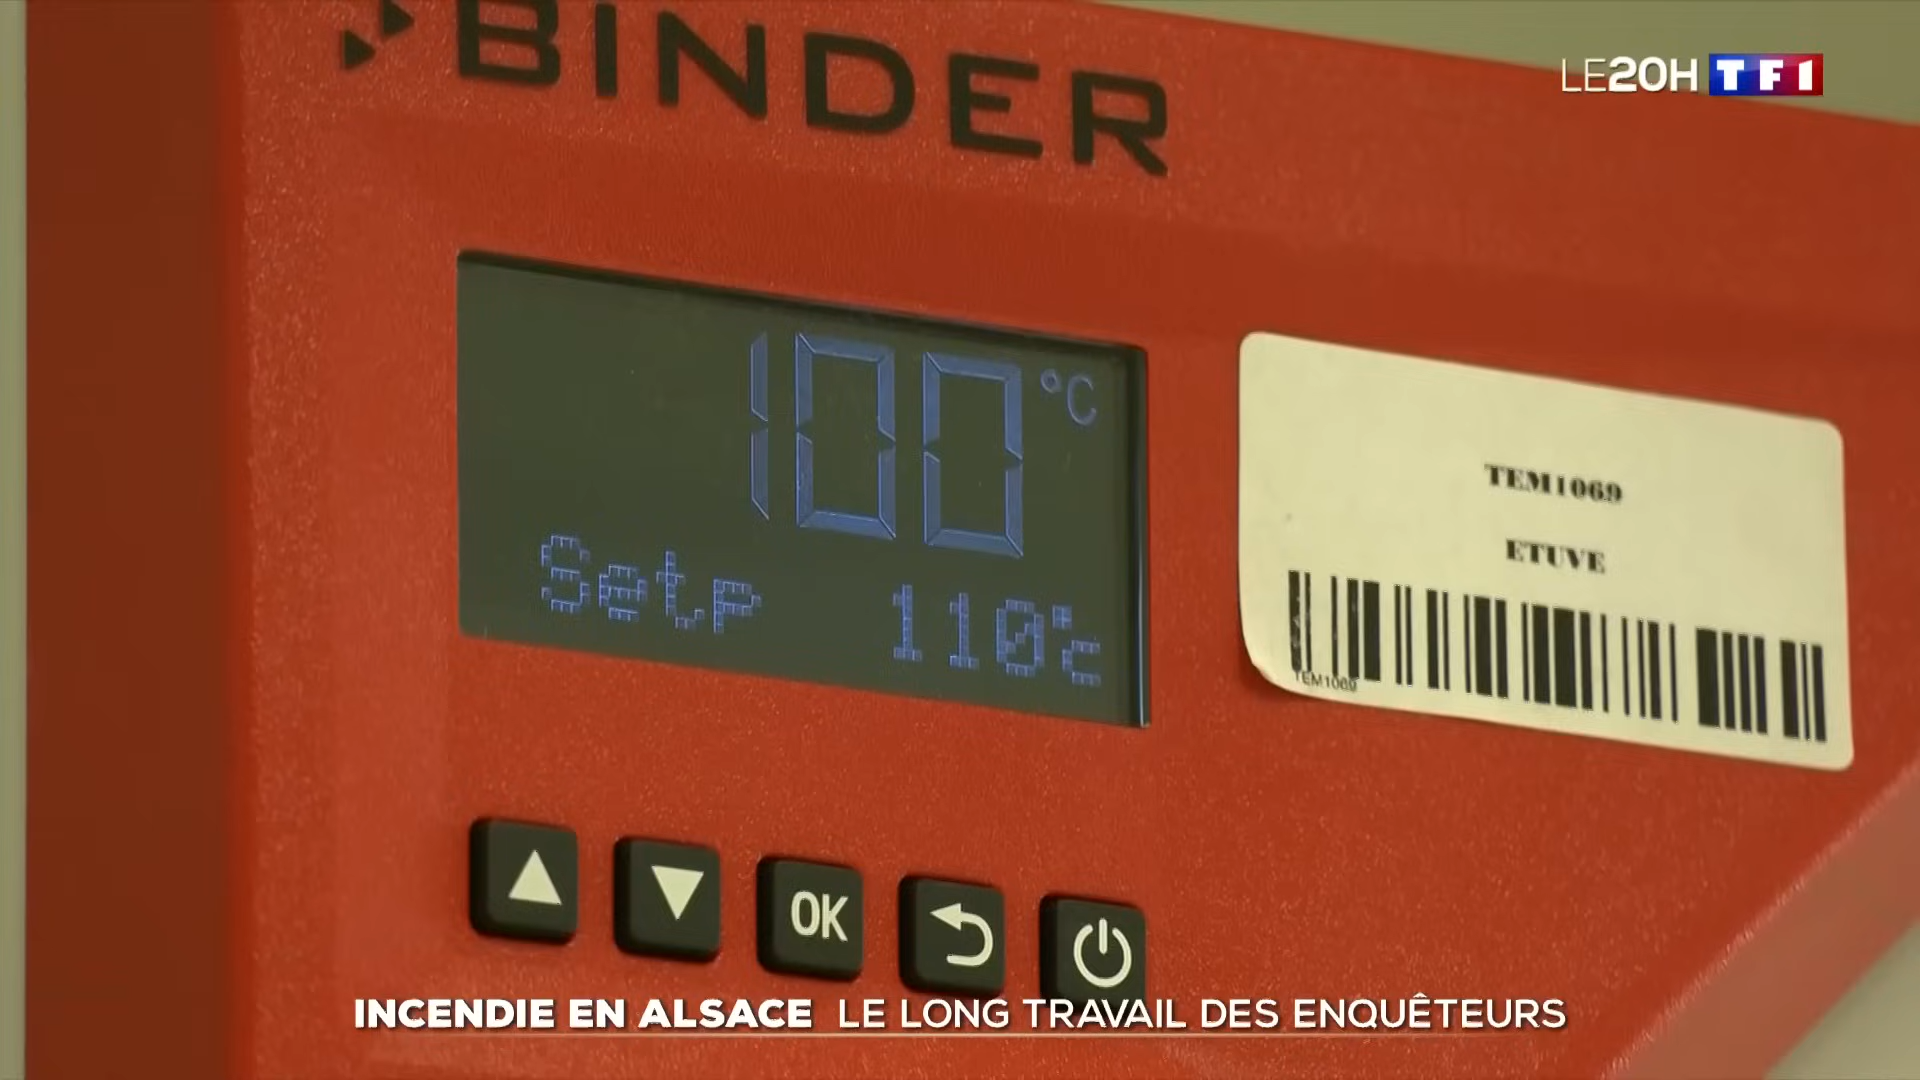 BINDER
LE20H TF1
100 °C
Setp 110°C
TEM1069
ETUVE
TEM1069
OK
INCENDIE EN ALSACE LE LONG TRAVAIL DES ENQUÊTEURS